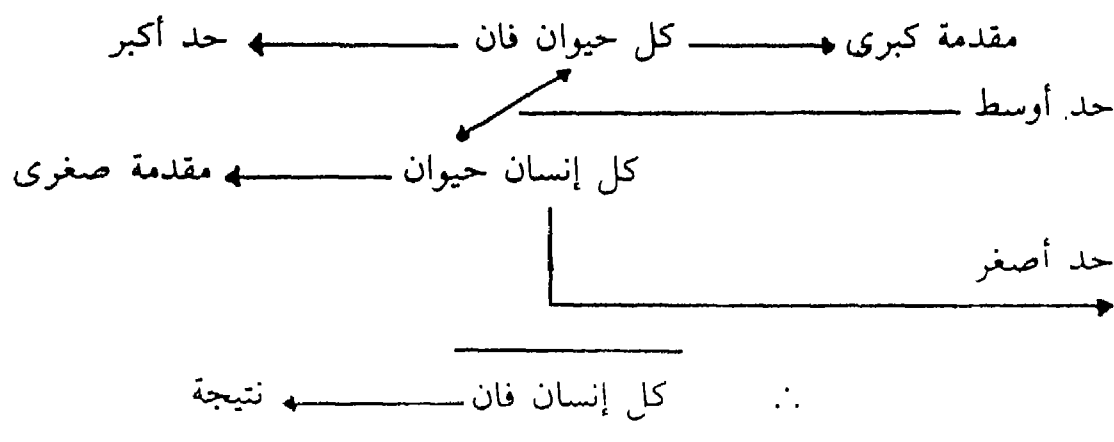 مقدمة كبرى كل حيوان فان حد أكبر
حد أوسط
كل إنسان حيوان مقدمة صغرى
حد أصغر
∴ كل إنسان فان نتيجة